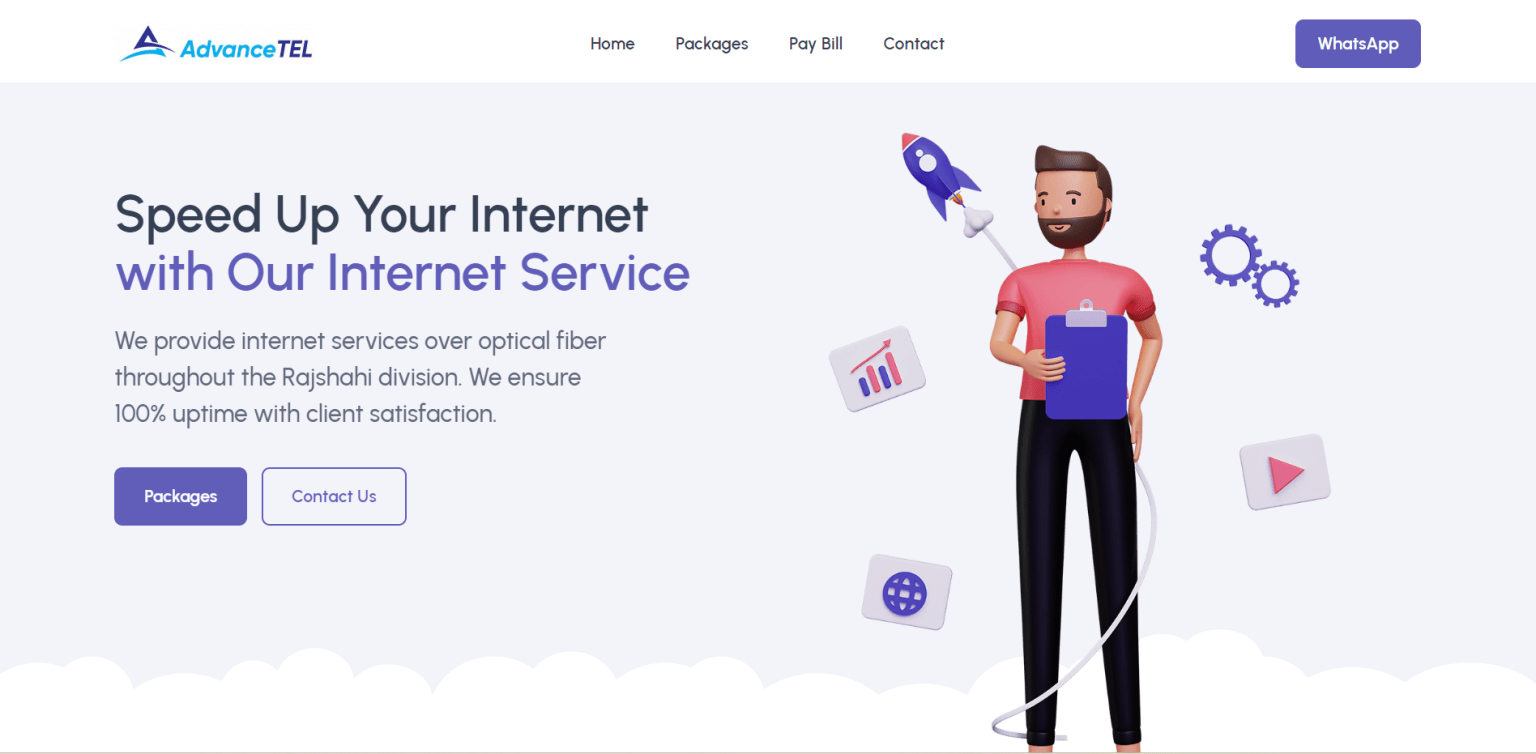 AdvanceTEL
Home
Packages
Pay Bill
Contact
WhatsApp
Speed Up Your Internet
with Our Internet Service
We provide internet services over optical fiber
throughout the Rajshahi division. We ensure
100% uptime with client satisfaction.
Packages
Contact Us